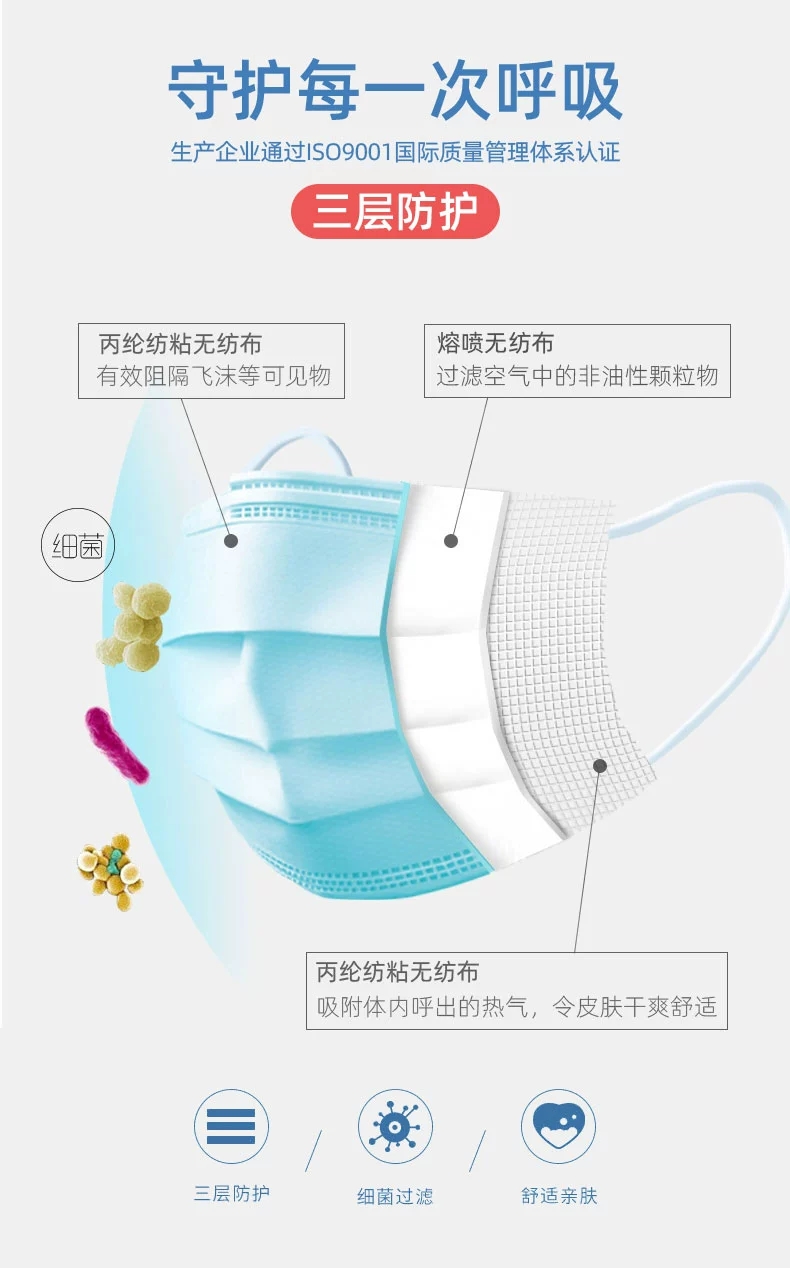 守护每一次呼吸
生产企业通过ISO9001国际质量管理体系认证
三层防护
丙纶纺粘无纺布
有效阻隔飞沫等可见物
熔喷无纺布
过滤空气中的非油性颗粒物
细菌
丙纶纺粘无纺布
吸附体内呼出的热气，令皮肤干爽舒适
三层防护
细菌过滤
舒适亲肤